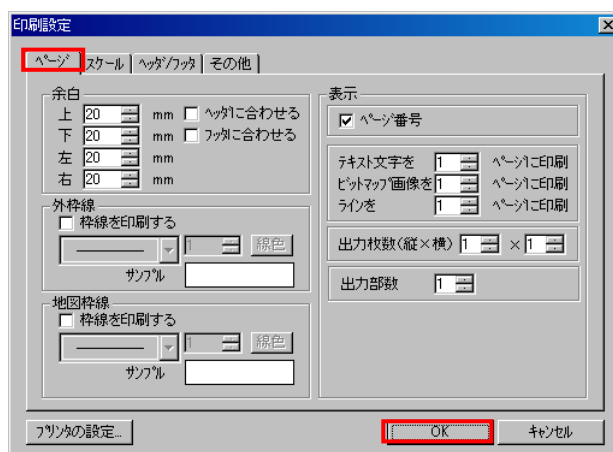 印刷設定
ﾍﾟｰｼﾞ
ｽｹｰﾙ
ﾍｯﾀﾞ/ﾌｯﾀ
その他
余白
上 20 mm ﾍｯﾀﾞに合わせる
下 20 mm ﾌｯﾀに合わせる
左 20 mm
右 20 mm
外枠線
枠線を印刷する
1 線色
ｻﾝﾌﾟﾙ
地図枠線
枠線を印刷する
1 線色
ｻﾝﾌﾟﾙ
表示
ﾍﾟｰｼﾞ番号
ﾃｷｽﾄ文字を 1 ﾍﾟｰｼﾞに印刷
ﾋﾞｯﾄﾏｯﾌﾟ画像を 1 ﾍﾟｰｼﾞに印刷
ﾗｲﾝを 1 ﾍﾟｰｼﾞに印刷
出力枚数(縦×横) 1 × 1
出力部数 1
ﾌﾟﾘﾝﾀの設定...
OK
ｷｬﾝｾﾙ